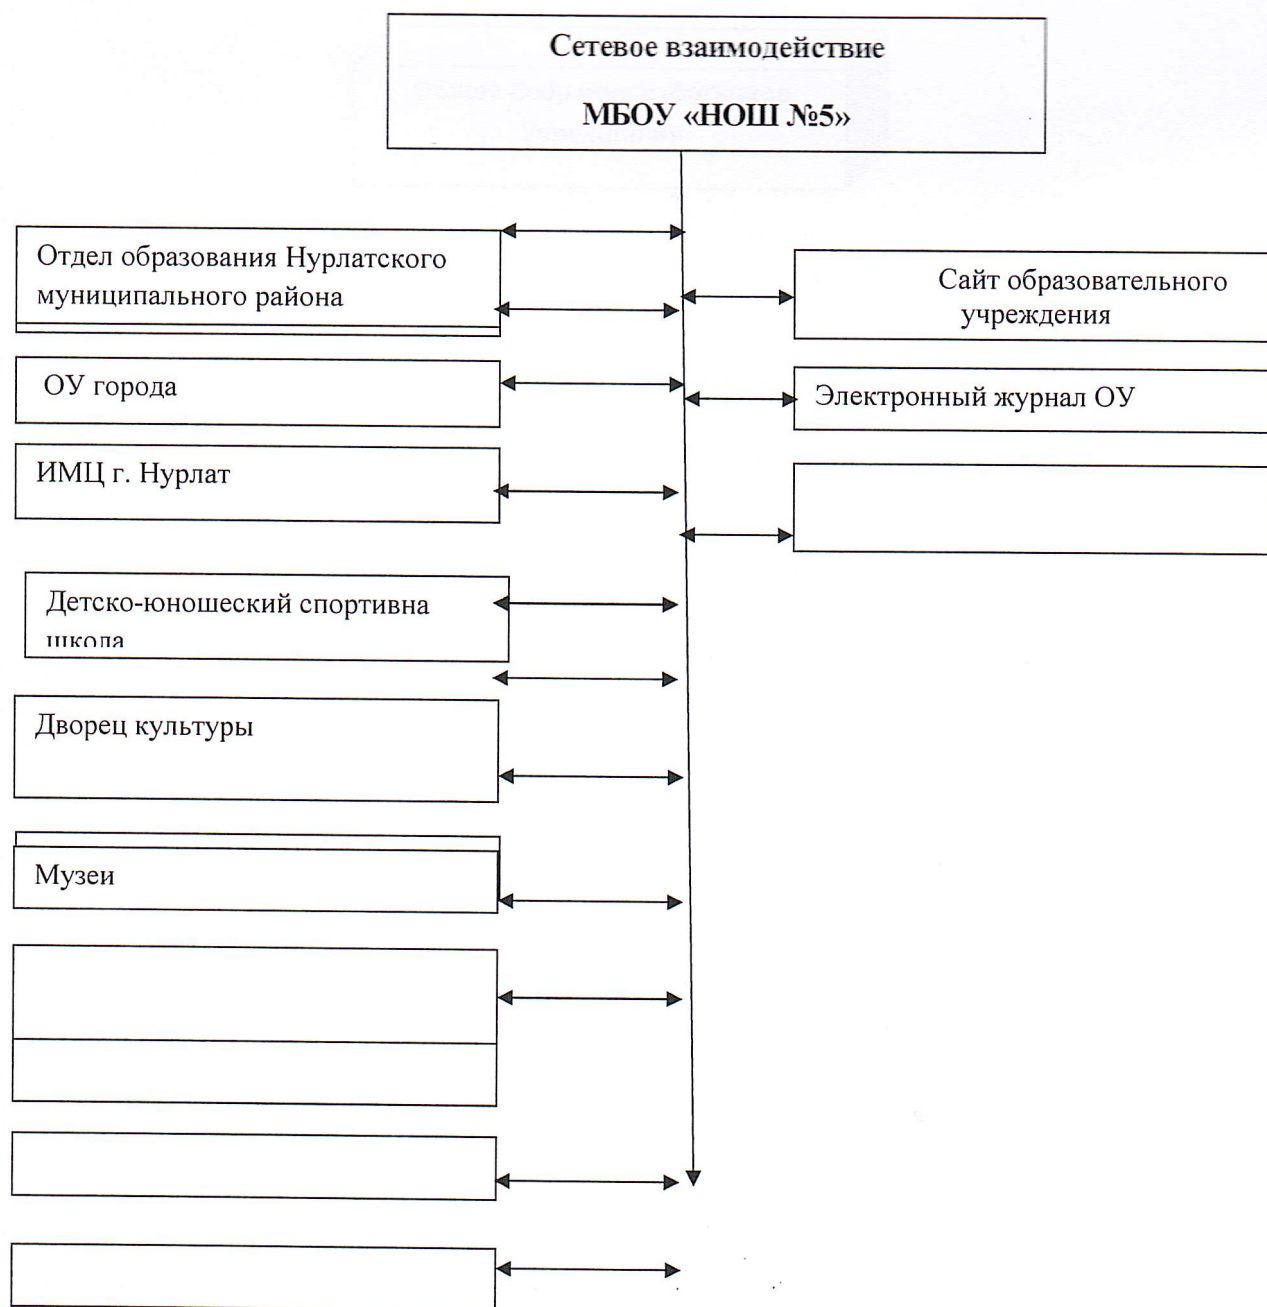 Сетевое взаимодействие
МБОУ «НОШ №5»
Отдел образования Нурлатского
муниципального района
Сайт образовательного
учреждения
ОУ города
Электронный журнал ОУ
ИМЦ г. Нурлат
Детско-юношеский спортивна
школа
Дворец культуры
Музеи